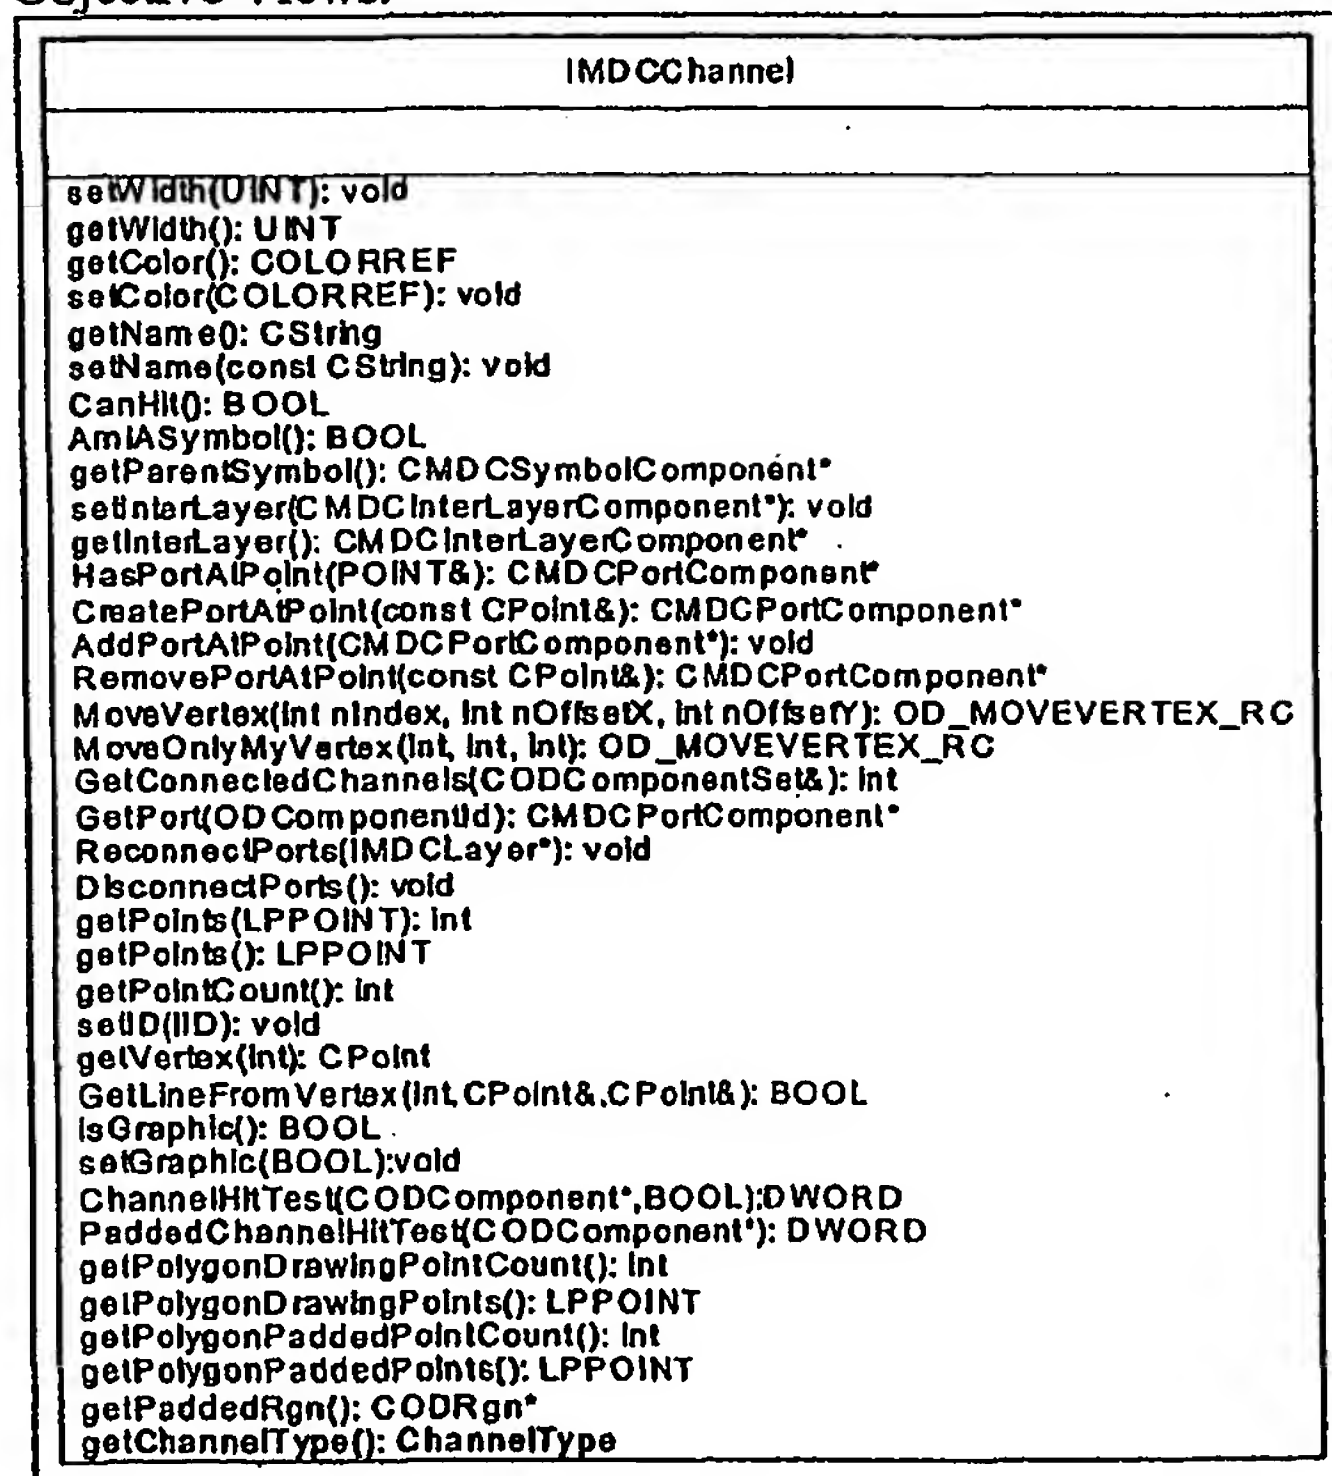 Objective Views.
IMDCChannel
setWidth(UINT): void
getWidth(): UINT
getColor(): COLORREF
setColor(COLORREF): void
getName(): CString
setName(const CString): void
CanHit(): BOOL
AmIASymbol(): BOOL
getParentSymbol(): CMDCSymbolComponent*
setInterLayer(CMDCInterLayerComponent*): void
getInterLayer(): CMDCInterLayerComponent*
HasPortAtPoint(POINT&): CMDCPortComponent*
CreatePortAtPoint(const CPoint&): CMDCPortComponent*
AddPortAtPoint(CMDCPortComponent*): void
RemovePortAtPoint(const CPoint&): CMDCPortComponent*
MoveVertex(int nIndex, int nOffsetX, int nOffsetY): OD_MOVEVERTEX_RC
MoveOnlyMyVertex(int, int, int): OD_MOVEVERTEX_RC
GetConnectedChannels(CODComponentSet&): int
GetPort(ODComponentId): CMDCPortComponent*
ReconnectPorts(IMDCLayer*): void
DisconnectPorts(): void
getPoints(LPPOINT): int
getPoints(): LPPOINT
getPointCount(): int
setID(IID): void
getVertex(int): CPoint
GetLineFromVertex(int,CPoint&,CPoint&): BOOL
isGraphic(): BOOL
setGraphic(BOOL):void
ChannelHitTest(CODComponent*,BOOL):DWORD
PaddedChannelHitTest(CODComponent*): DWORD
getPolygonDrawingPointCount(): int
getPolygonDrawingPoints(): LPPOINT
getPolygonPaddedPointCount(): int
getPolygonPaddedPoints(): LPPOINT
getPaddedRgn(): CODRgn*
getChannelType(): ChannelType